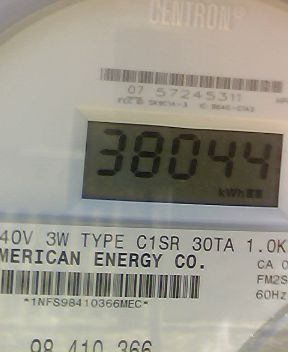 CENTRON®
07 57245311
38044
kWh
40V 3W TYPE C1SR 30TA 1.0K
MERICAN ENERGY CO.
CA 0
FM2S
*1NFS98410366MEC*
60Hz
98 410 366